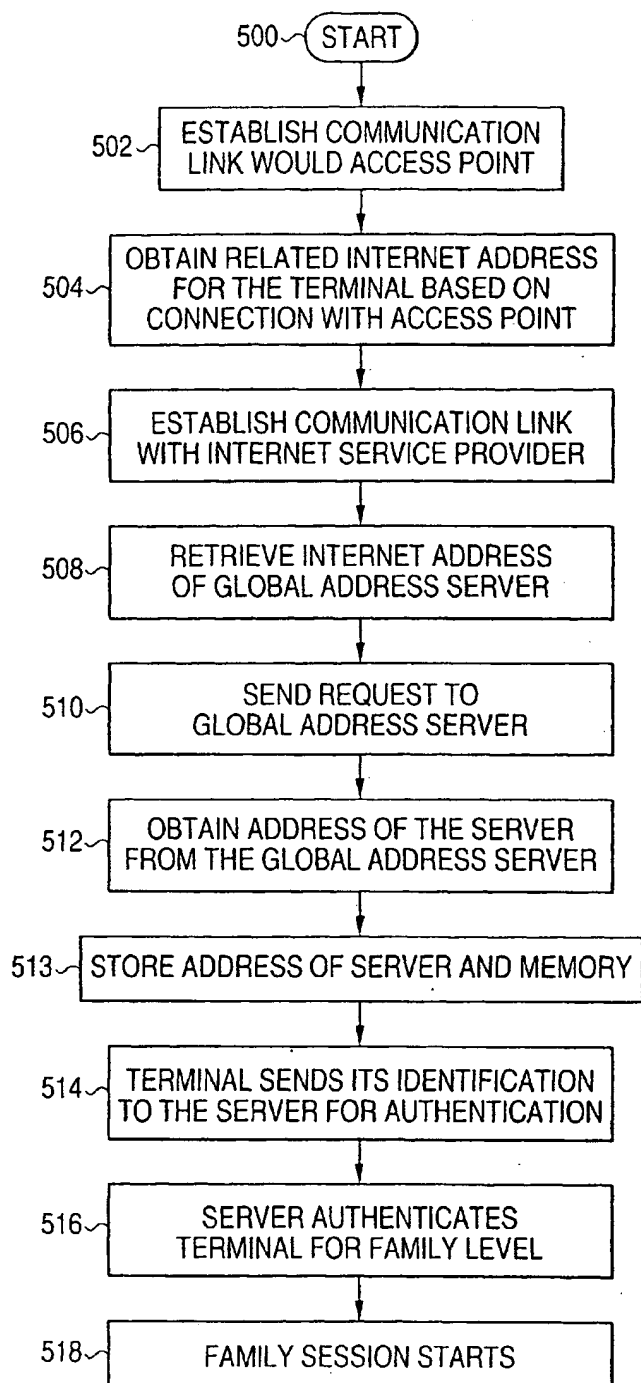 500 START
502 ESTABLISH COMMUNICATION
LINK WOULD ACCESS POINT
504 OBTAIN RELATED INTERNET ADDRESS
FOR THE TERMINAL BASED ON
CONNECTION WITH ACCESS POINT
506 ESTABLISH COMMUNICATION LINK
WITH INTERNET SERVICE PROVIDER
508 RETRIEVE INTERNET ADDRESS
OF GLOBAL ADDRESS SERVER
510 SEND REQUEST TO
GLOBAL ADDRESS SERVER
512 OBTAIN ADDRESS OF THE SERVER
FROM THE GLOBAL ADDRESS SERVER
513 STORE ADDRESS OF SERVER AND MEMORY
514 TERMINAL SENDS ITS IDENTIFICATION
TO THE SERVER FOR AUTHENTICATION
516 SERVER AUTHENTICATES
TERMINAL FOR FAMILY LEVEL
518 FAMILY SESSION STARTS